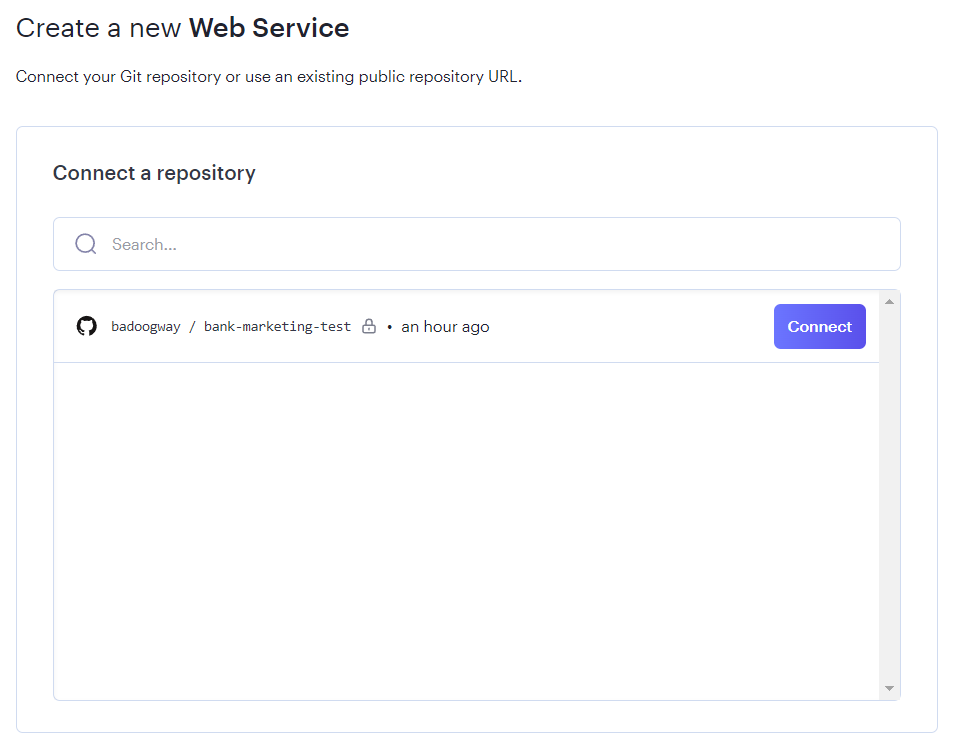 Create a new Web Service
Connect your Git repository or use an existing public repository URL.
Connect a repository
Search...
badoogway / bank-marketing-test • an hour ago
Connect